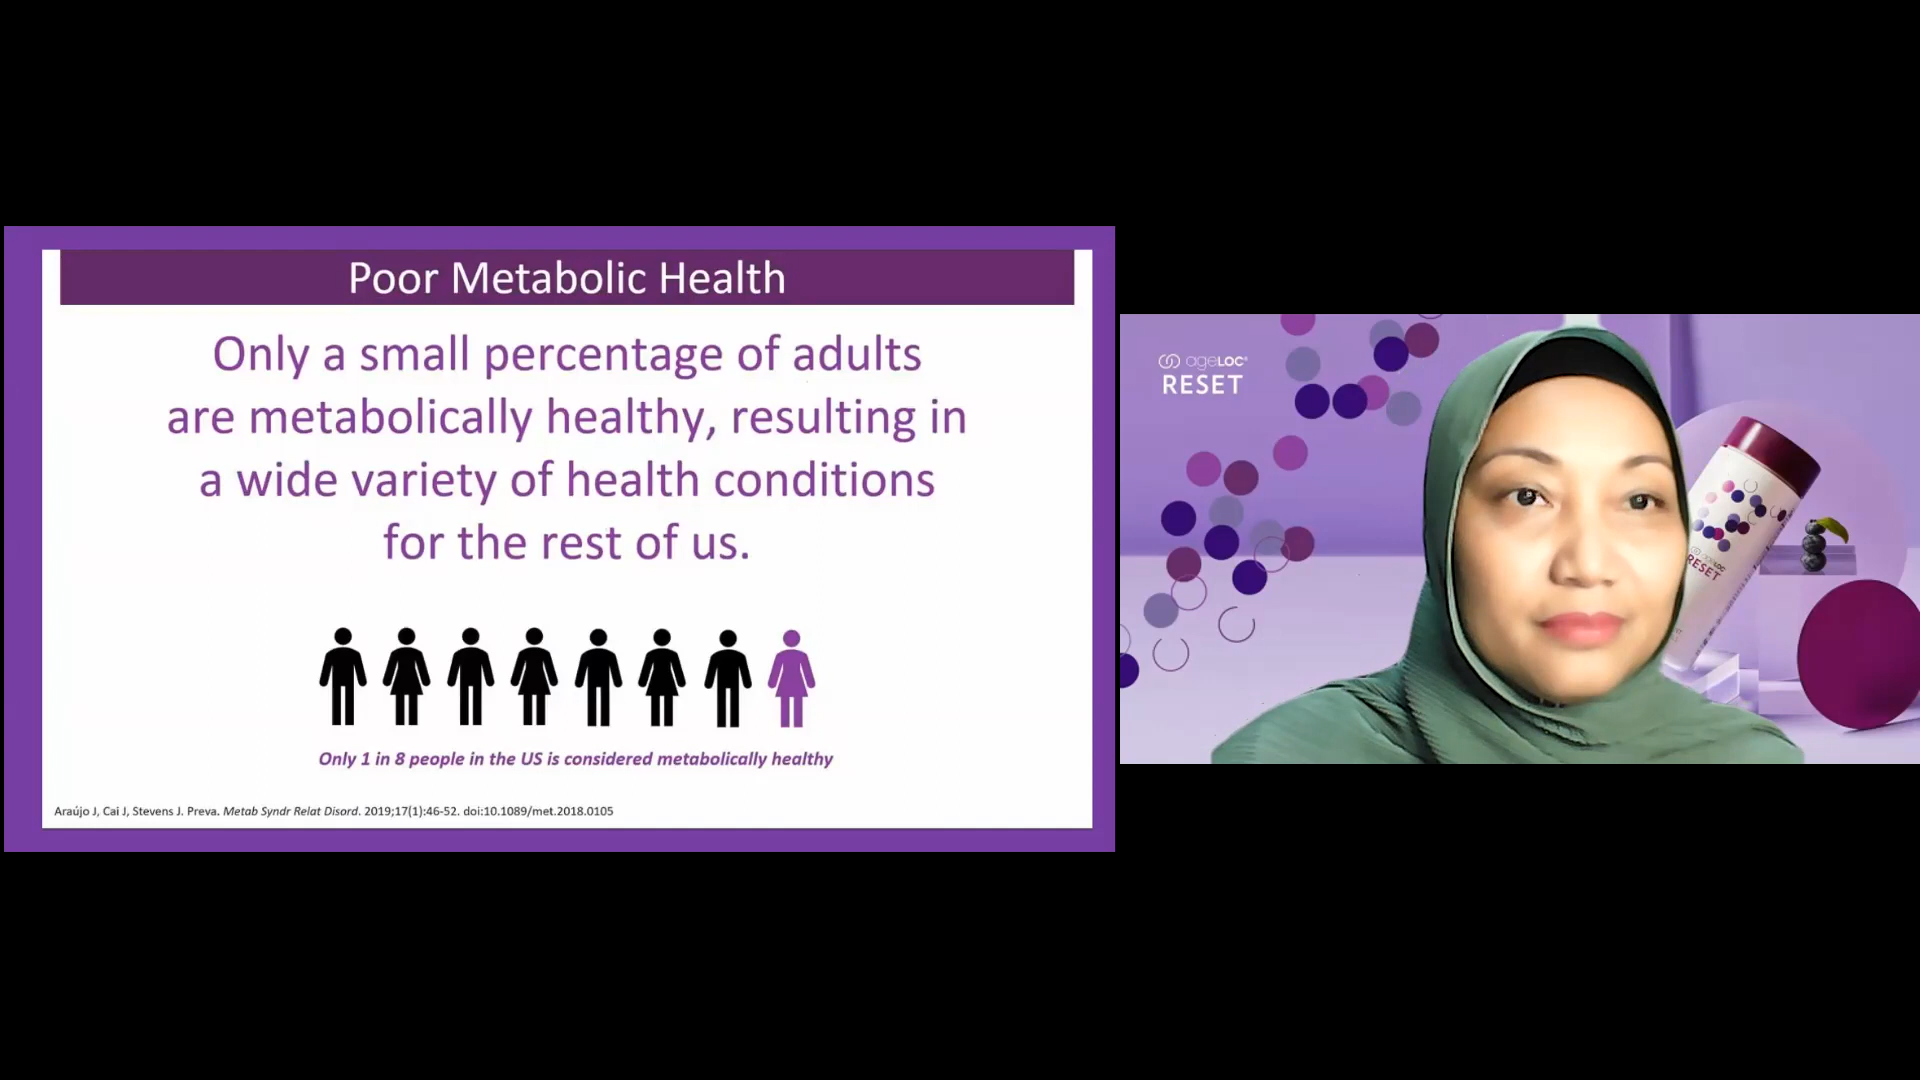 Poor Metabolic Health
Only a small percentage of adults
are metabolically healthy, resulting in
a wide variety of health conditions
for the rest of us.
Only 1 in 8 people in the US is considered metabolically healthy
Araújo J, Cai J, Stevens J. Preva. Metab Syndr Relat Disord. 2019;17(1):46-52. doi:10.1089/met.2018.0105
ageLOC®
RESET
ageLOC
RESET